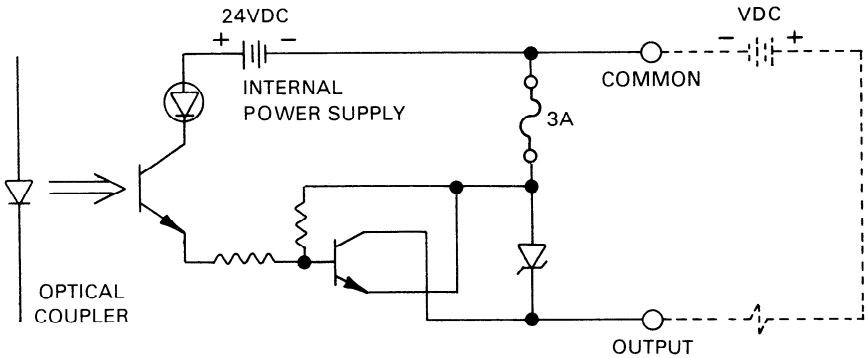 24VDC
+ −
INTERNAL
POWER SUPPLY
VDC
− +
COMMON
3A
OPTICAL
COUPLER
OUTPUT